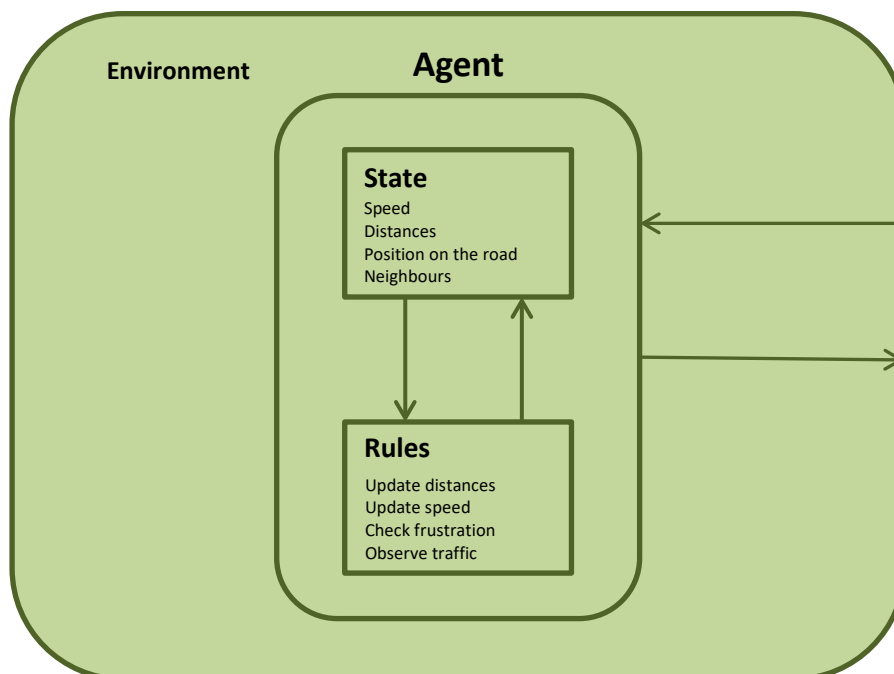 Environment
Agent
State
Speed
Distances
Position on the road
Neighbours
Rules
Update distances
Update speed
Check frustration
Observe traffic